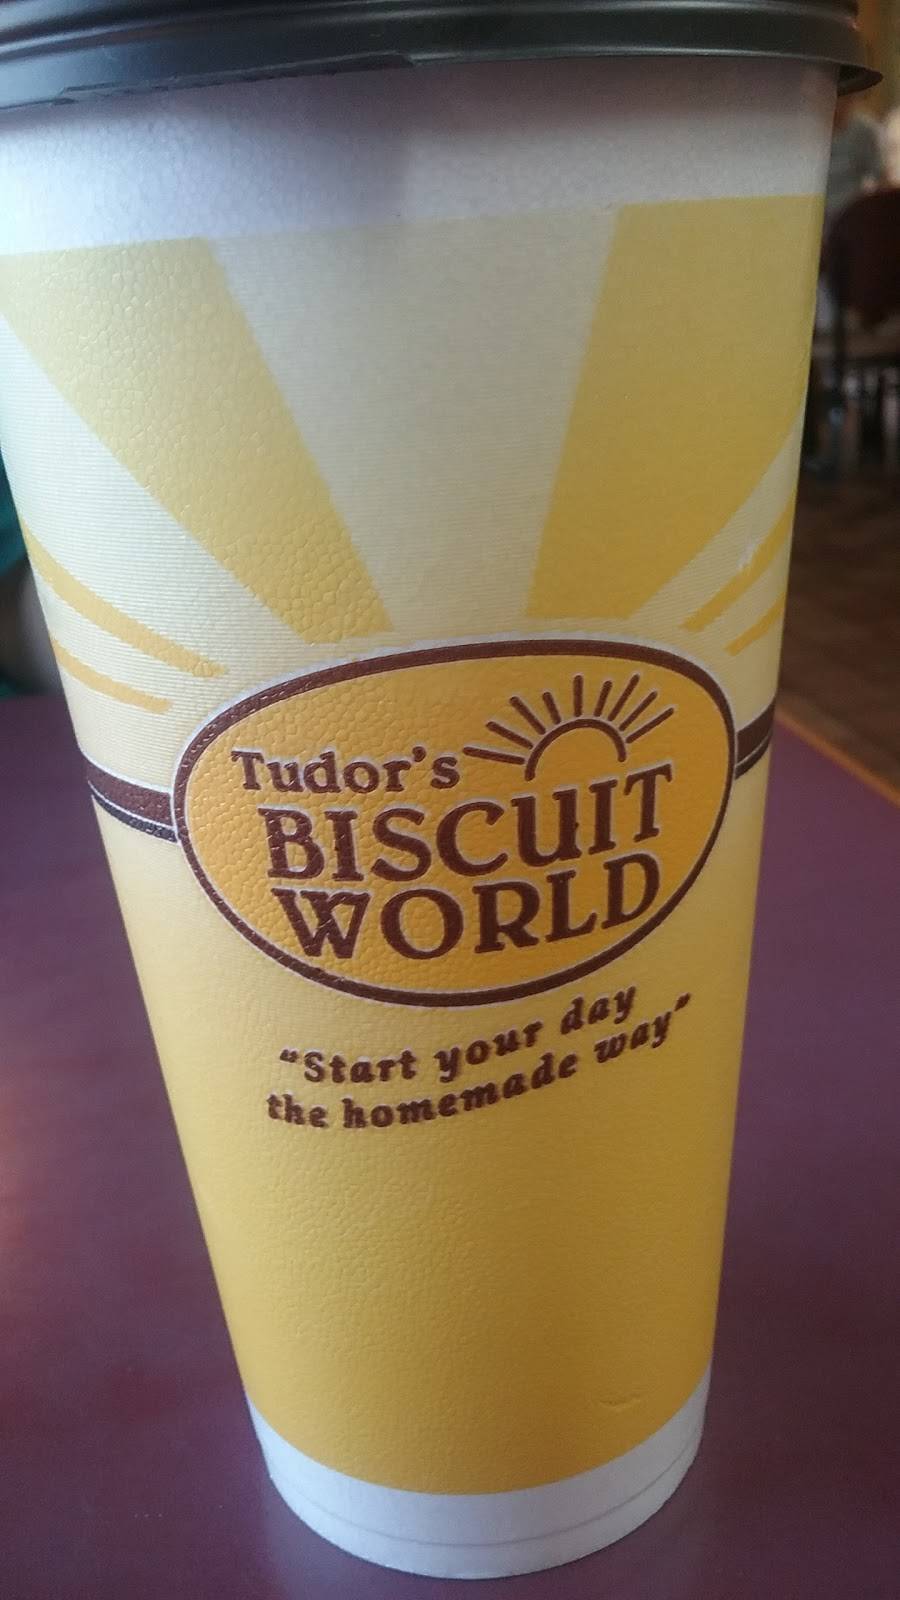 Tudor's
BISCUIT
WORLD
"Start your day
the homemade way"